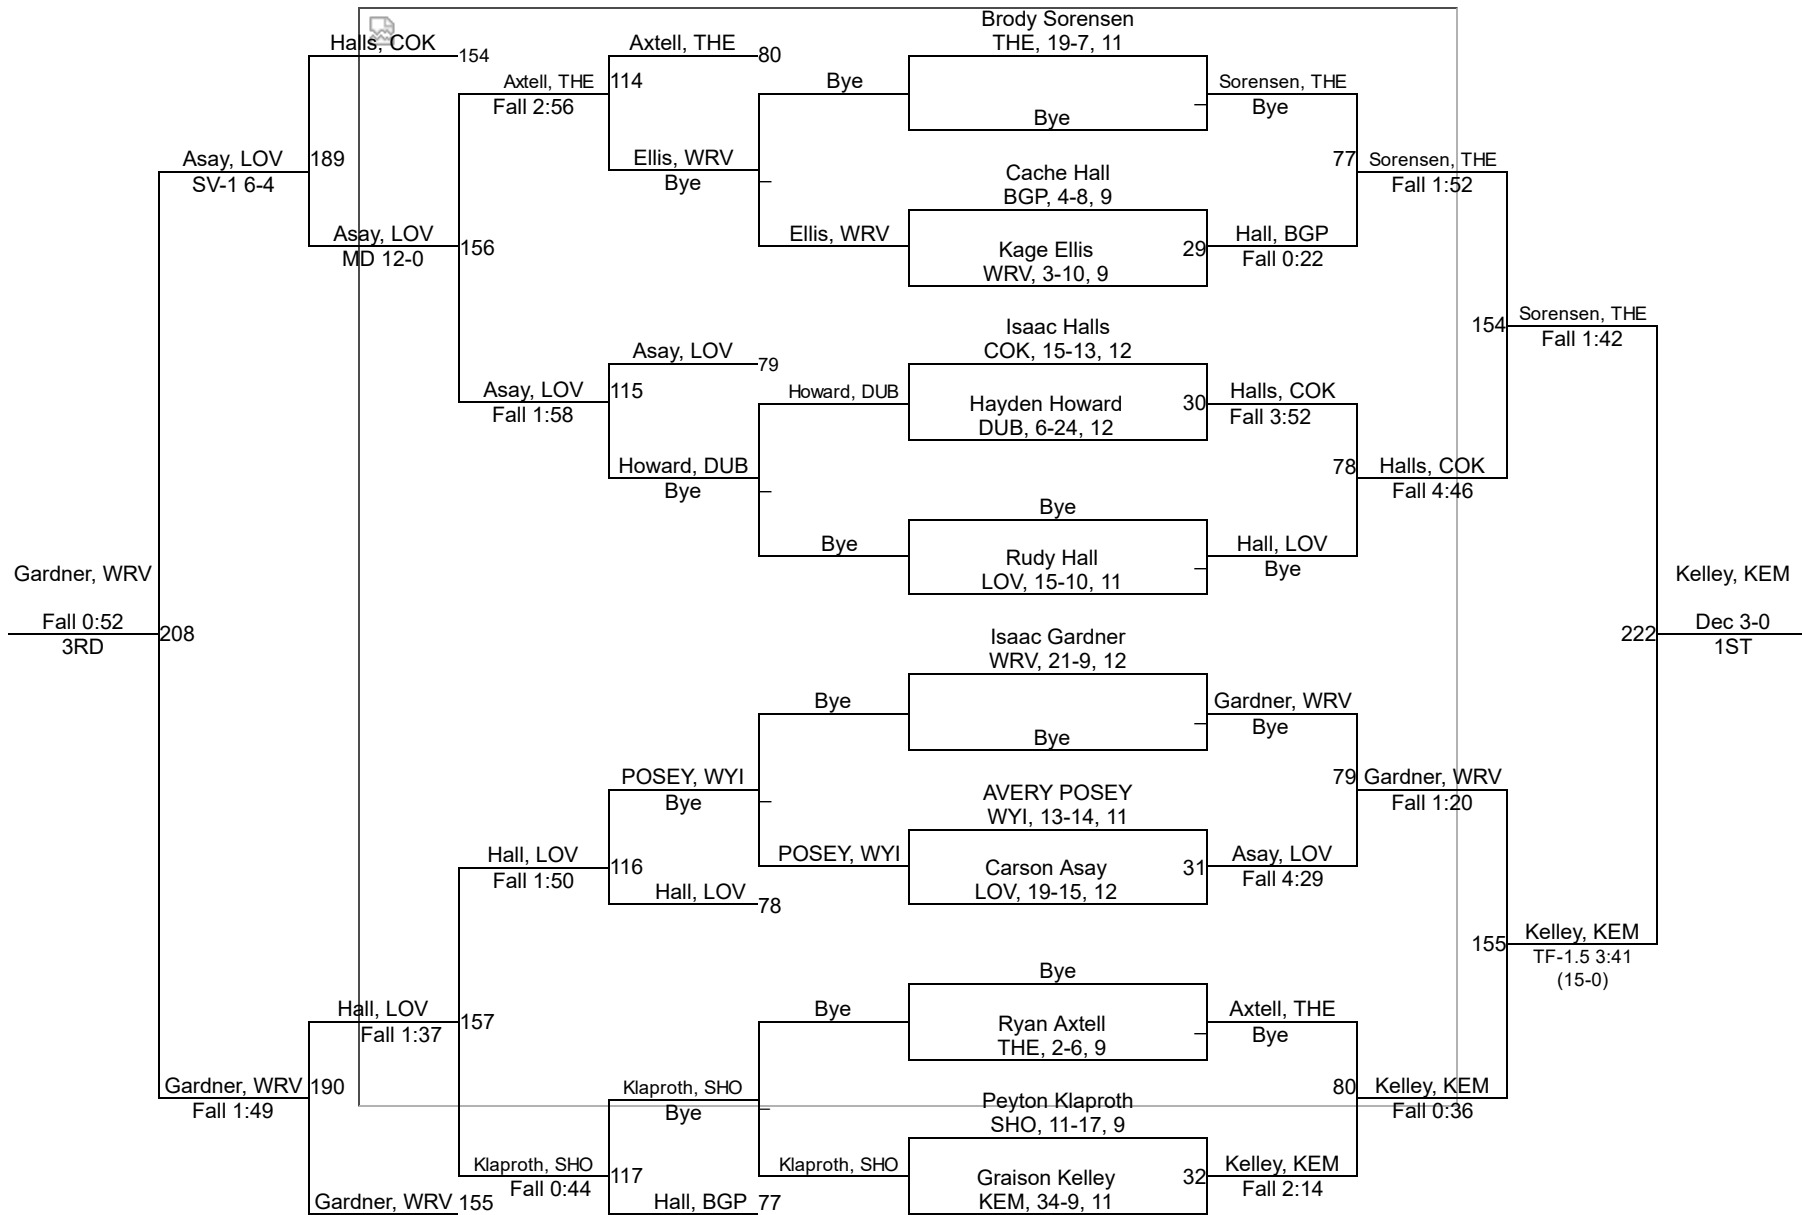 Brody Sorensen
Halls, COK
Axtell, THE
THE, 19-7, 11
154
80
Axtell, THE
114
Bye
Sorensen, THE
Fall 2:56
Bye
Bye
Asay, LOV
189
Ellis, WRV
77
Sorensen, THE
SV-1 6-4
Bye
Cache Hall
Fall 1:52
BGP, 4-8, 9
Asay, LOV
156
Ellis, WRV
Kage Ellis
29
Hall, BGP
MD 12-0
WRV, 3-10, 9
Fall 0:22
Isaac Halls
154
Sorensen, THE
Asay, LOV
COK, 15-13, 12
Fall 1:42
79
Asay, LOV
115
Howard, DUB
Hayden Howard
30
Halls, COK
Fall 1:58
DUB, 6-24, 12
Fall 3:52
Howard, DUB
78
Halls, COK
Bye
Fall 4:46
Bye
Bye
Rudy Hall
Hall, LOV
LOV, 15-10, 11
Bye
Gardner, WRV
Kelley, KEM
Fall 0:52
208
Isaac Gardner
222
Dec 3-0
3RD
WRV, 21-9, 12
1ST
Bye
Gardner, WRV
Bye
Bye
POSEY, WYI
AVERY POSEY
79
Gardner, WRV
Bye
WYI, 13-14, 11
Fall 1:20
Hall, LOV
116
POSEY, WYI
Carson Asay
31
Asay, LOV
Fall 1:50
Hall, LOV
78
LOV, 19-15, 12
Fall 4:29
155
Kelley, KEM
TF-1.5 3:41
(15-0)
Bye
Hall, LOV
157
Bye
Ryan Axtell
Axtell, THE
Fall 1:37
THE, 2-6, 9
Bye
Gardner, WRV
190
Klaproth, SHO
Peyton Klaproth
80
Kelley, KEM
Fall 1:49
Bye
SHO, 11-17, 9
Fall 0:36
Klaproth, SHO
117
Klaproth, SHO
Graison Kelley
32
Kelley, KEM
Fall 0:44
KEM, 34-9, 11
Fall 2:14
Gardner, WRV
155
Hall, BGP
77